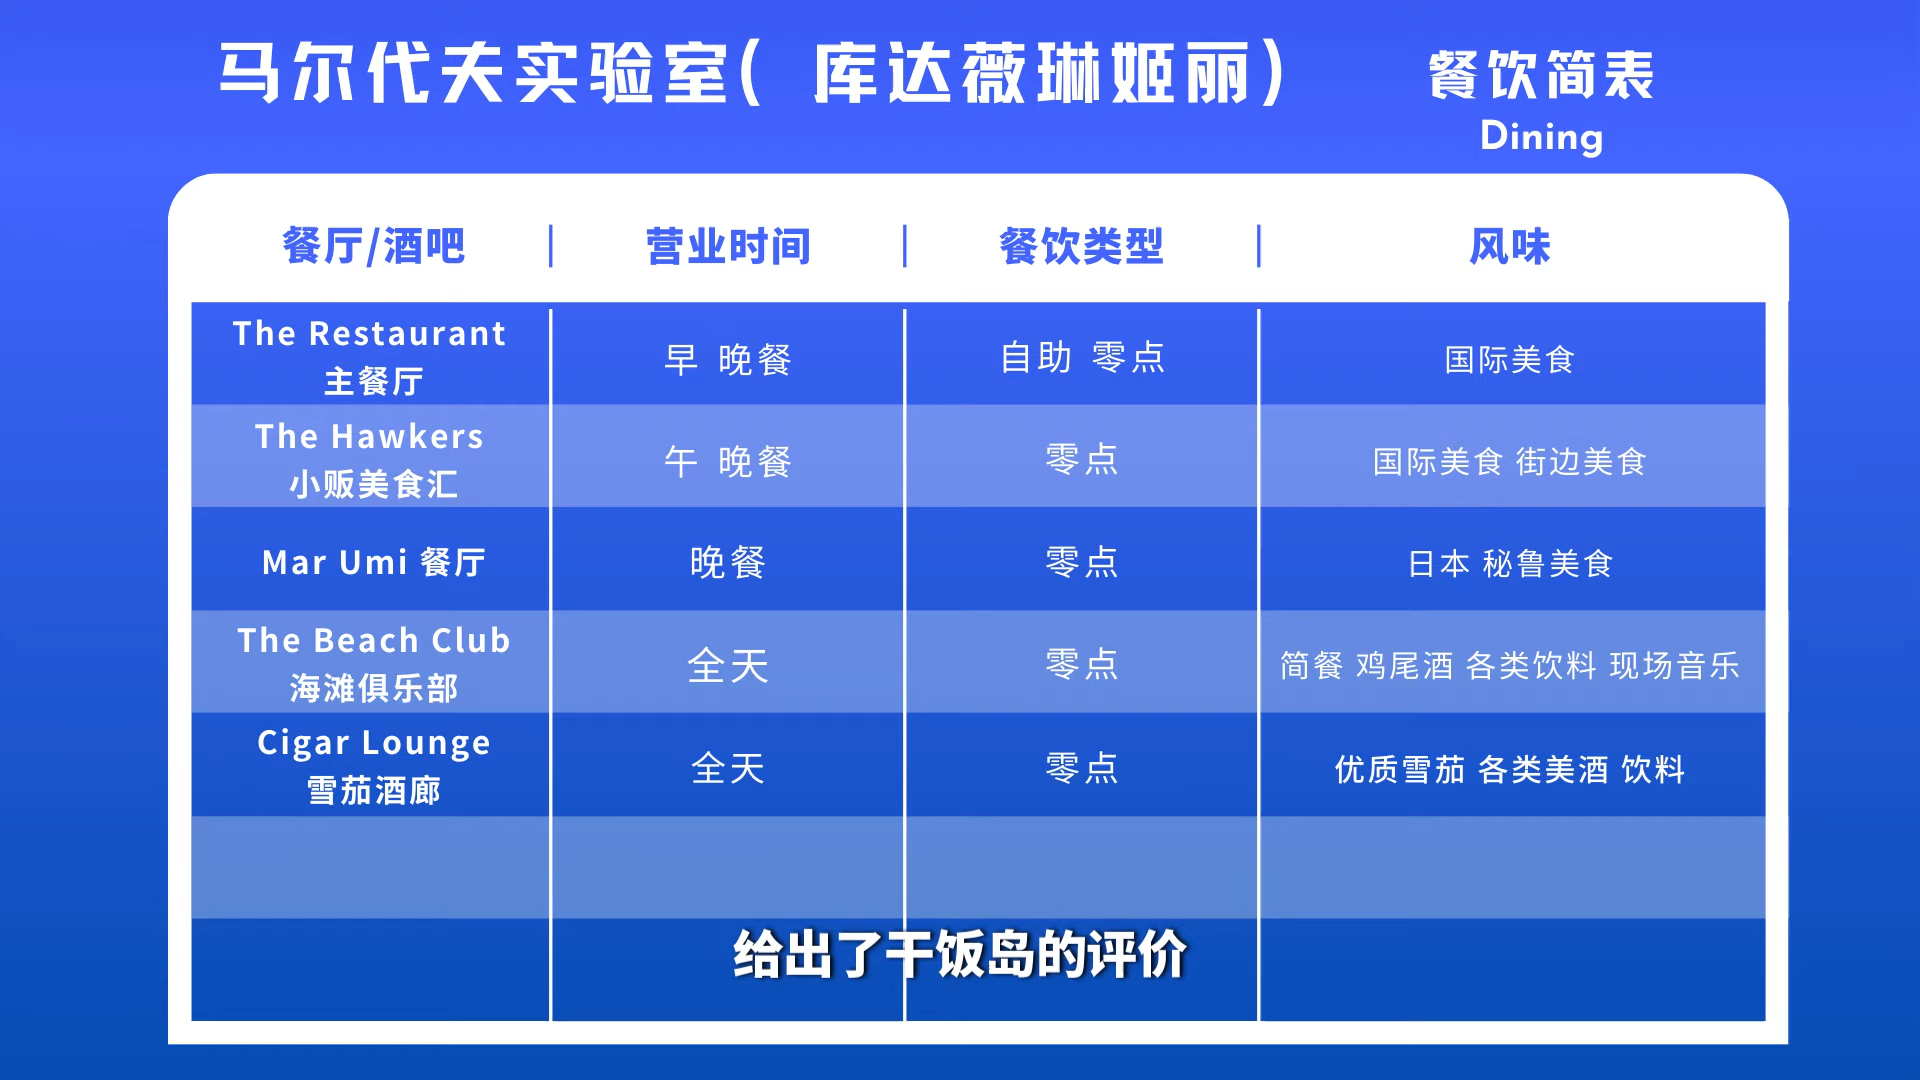 马尔代夫实验室( 库达薇琳姬丽)
餐饮简表
Dining
餐厅/酒吧 营业时间 餐饮类型 风味
The Restaurant
主餐厅
早 晚餐
自助 零点
国际美食
The Hawkers
小贩美食汇
午 晚餐
零点
国际美食 街边美食
Mar Umi 餐厅
晚餐
零点
日本 秘鲁美食
The Beach Club
海滩俱乐部
全天
零点
简餐 鸡尾酒 各类饮料 现场音乐
Cigar Lounge
雪茄酒廊
全天
零点
优质雪茄 各类美酒 饮料
给出了干饭岛的评价